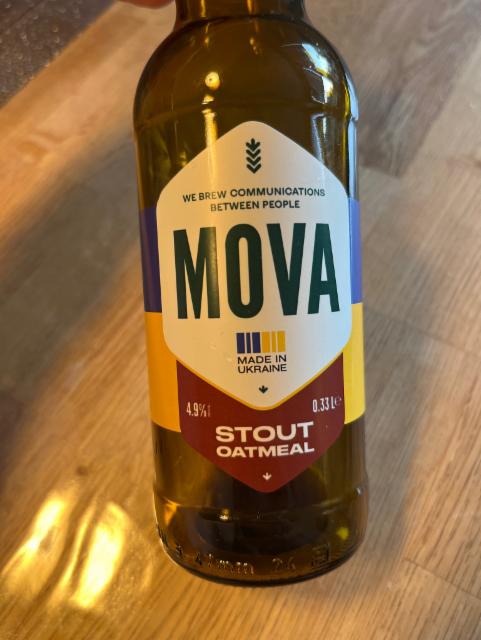 WE BREW COMMUNICATIONS
BETWEEN PEOPLE
MOVA
MADE IN
UKRAINE
4.9%
0.33 L℮
STOUT
OATMEAL